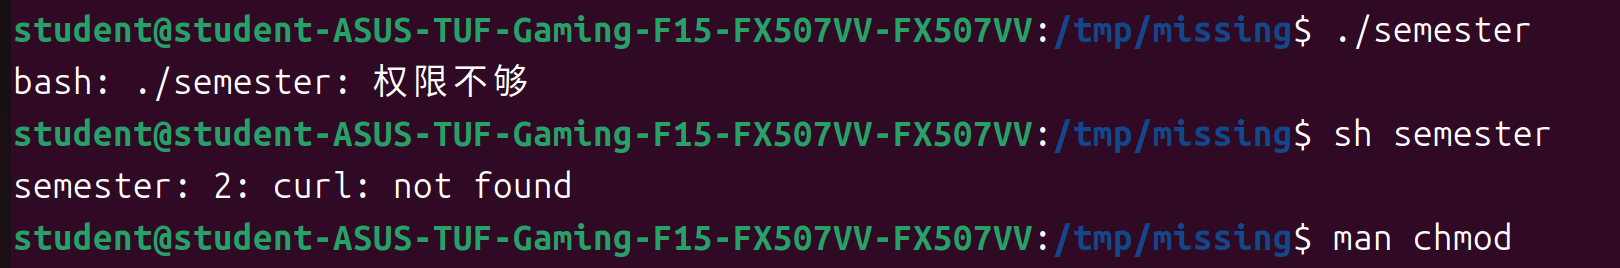 student@student-ASUS-TUF-Gaming-F15-FX507VV-FX507VV:/tmp/missing$ ./semester
bash: ./semester: 权限不够
student@student-ASUS-TUF-Gaming-F15-FX507VV-FX507VV:/tmp/missing$ sh semester
semester: 2: curl: not found
student@student-ASUS-TUF-Gaming-F15-FX507VV-FX507VV:/tmp/missing$ man chmod